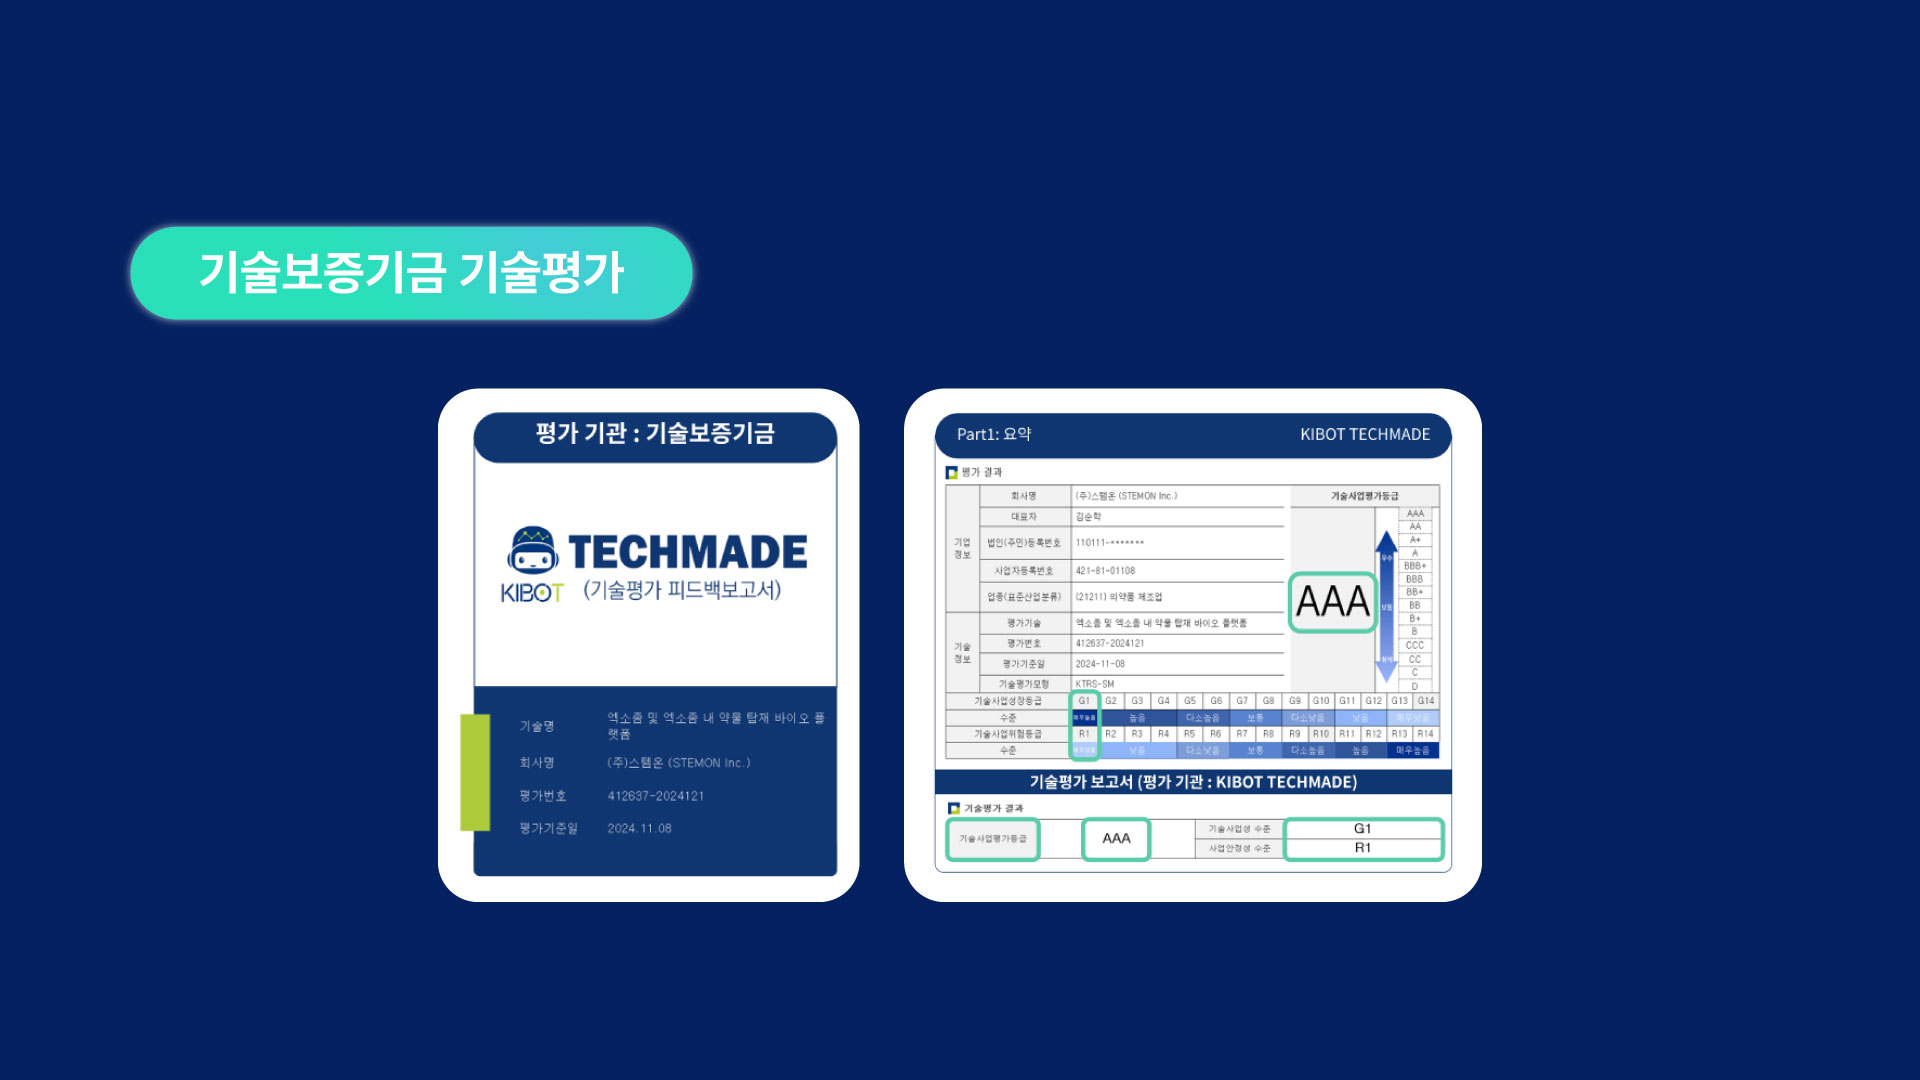 기술보증기금 기술평가
평가 기관 : 기술보증기금
TECHMADE
KIBOT
(기술평가 피드백보고서)
기술명
엑소좀 및 엑소좀 내 약물 탑재 바이오 플
랫폼
회사명 (주)스템온 (STEMON Inc.)
평가번호 412637-2024121
평가기준일 2024.11.08
Part1: 요약 KIBOT TECHMADE
평가 결과
기업
정보
회사명 (주)스템온 (STEMON Inc.)
대표자 김순학
법인(주민)등록번호 110111-*******
사업자등록번호 421-81-01108
업종(표준산업분류) (21211) 의약품 제조업
기술
정보
평가기술 엑소좀 및 엑소좀 내 약물 탑재 바이오 플랫폼
평가번호 412637-2024121
평가기준일 2024-11-08
기술평가모형 KTRS-SM
기술사업평가등급
AAA
우수
보통
AAA
AA
A+
A
BBB+
BBB
BB+
BB
B+
B
CCC
CC
C
D
기술사업성장등급 G1 G2 G3 G4 G5 G6 G7 G8 G9 G10 G11 G12 G13 G14
수준 매우높음 높음 다소높음 보통 다소낮음 낮음 매우낮음
기술사업위험등급 R1 R2 R3 R4 R5 R6 R7 R8 R9 R10 R11 R12 R13 R14
수준 매우낮음 낮음 다소낮음 보통 다소높음 높음 매우높음
기술평가 보고서 (평가 기관 : KIBOT TECHMADE)
기술평가 결과
기술사업평가등급 AAA
기술사업성 수준 G1
사업안정성 수준 R1